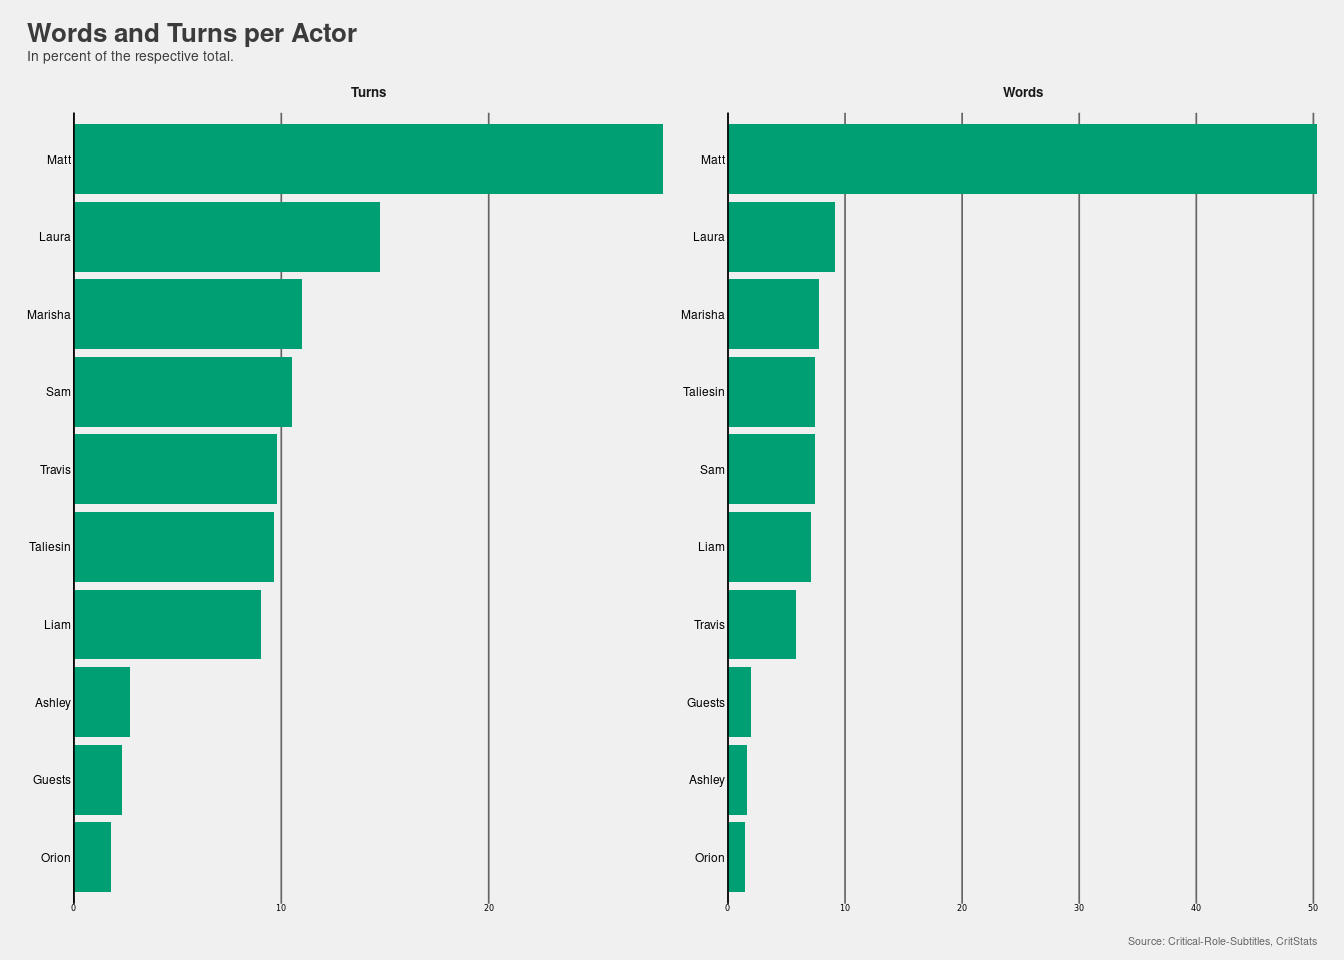 Words and Turns per Actor
In percent of the respective total.
Turns
Matt
Laura
Marisha
Sam
Travis
Taliesin
Liam
Ashley
Guests
Orion
0 10 20
Words
Matt
Laura
Marisha
Taliesin
Sam
Liam
Travis
Guests
Ashley
Orion
0 10 20 30 40 50
Source: Critical-Role-Subtitles, CritStats